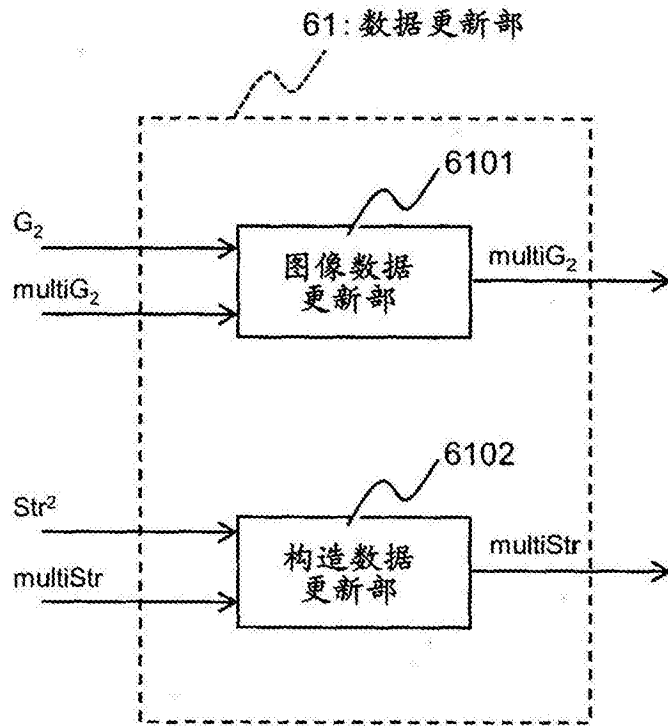 61:数据更新部
6101
G₂
multiG₂
图像数据
更新部
multiG₂
6102
Str²
multiStr
构造数据
更新部
multiStr